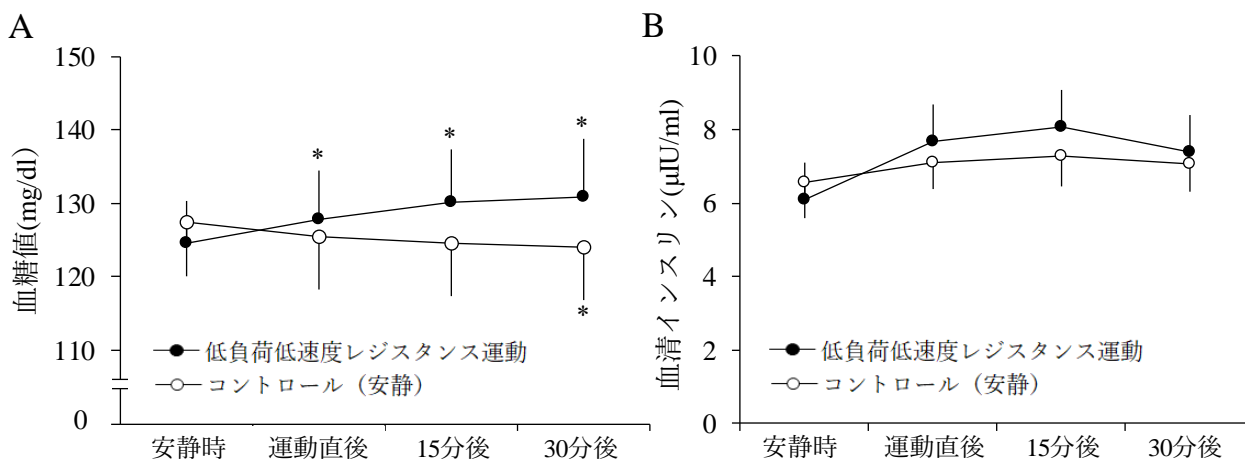 A
血糖値(mg/dl)
150
140
130
120
110
0
*
*
*
*
低負荷低速度レジスタンス運動
コントロール（安静）
安静時 運動直後 15分後 30分後
B
血清インスリン(μIU/ml)
10
8
6
4
2
0
低負荷低速度レジスタンス運動
コントロール（安静）
安静時 運動直後 15分後 30分後